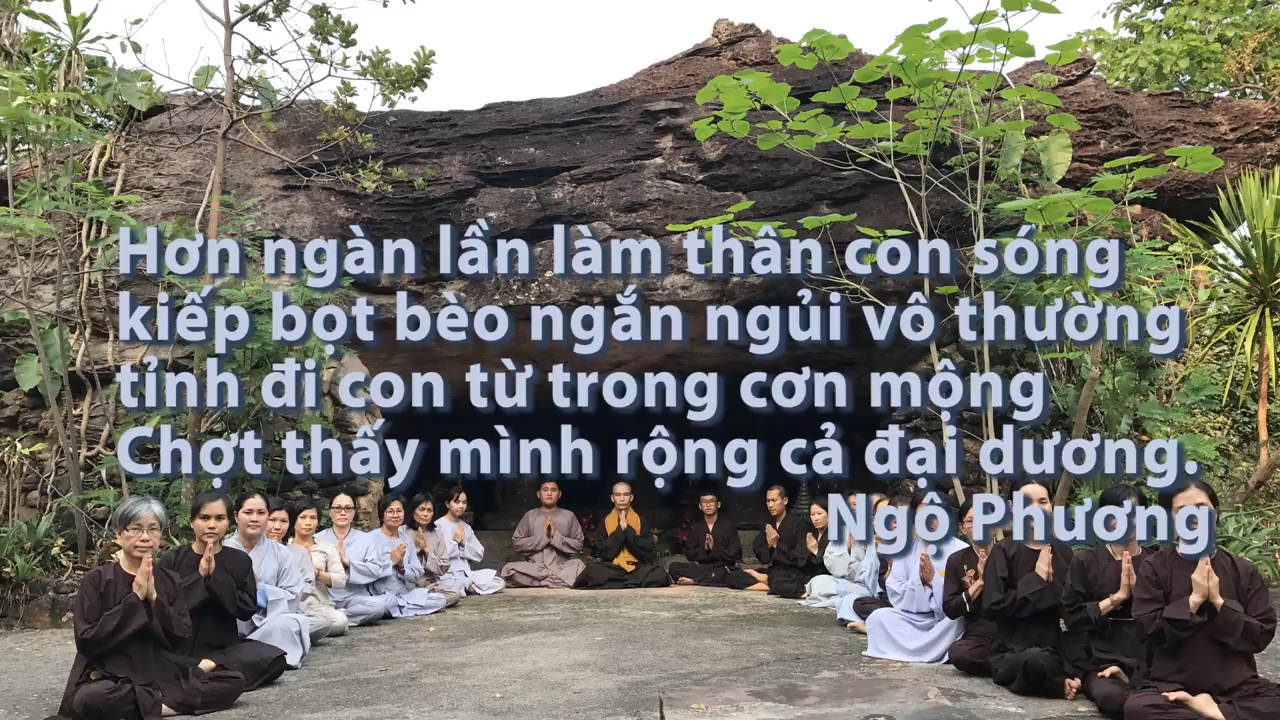 Hơn ngàn lần làm thân con sóng
kiếp bọt bèo ngắn ngủi vô thường
tỉnh đi con từ trong cơn mộng
Chợt thấy mình rộng cả đại dương.
Ngộ Phương